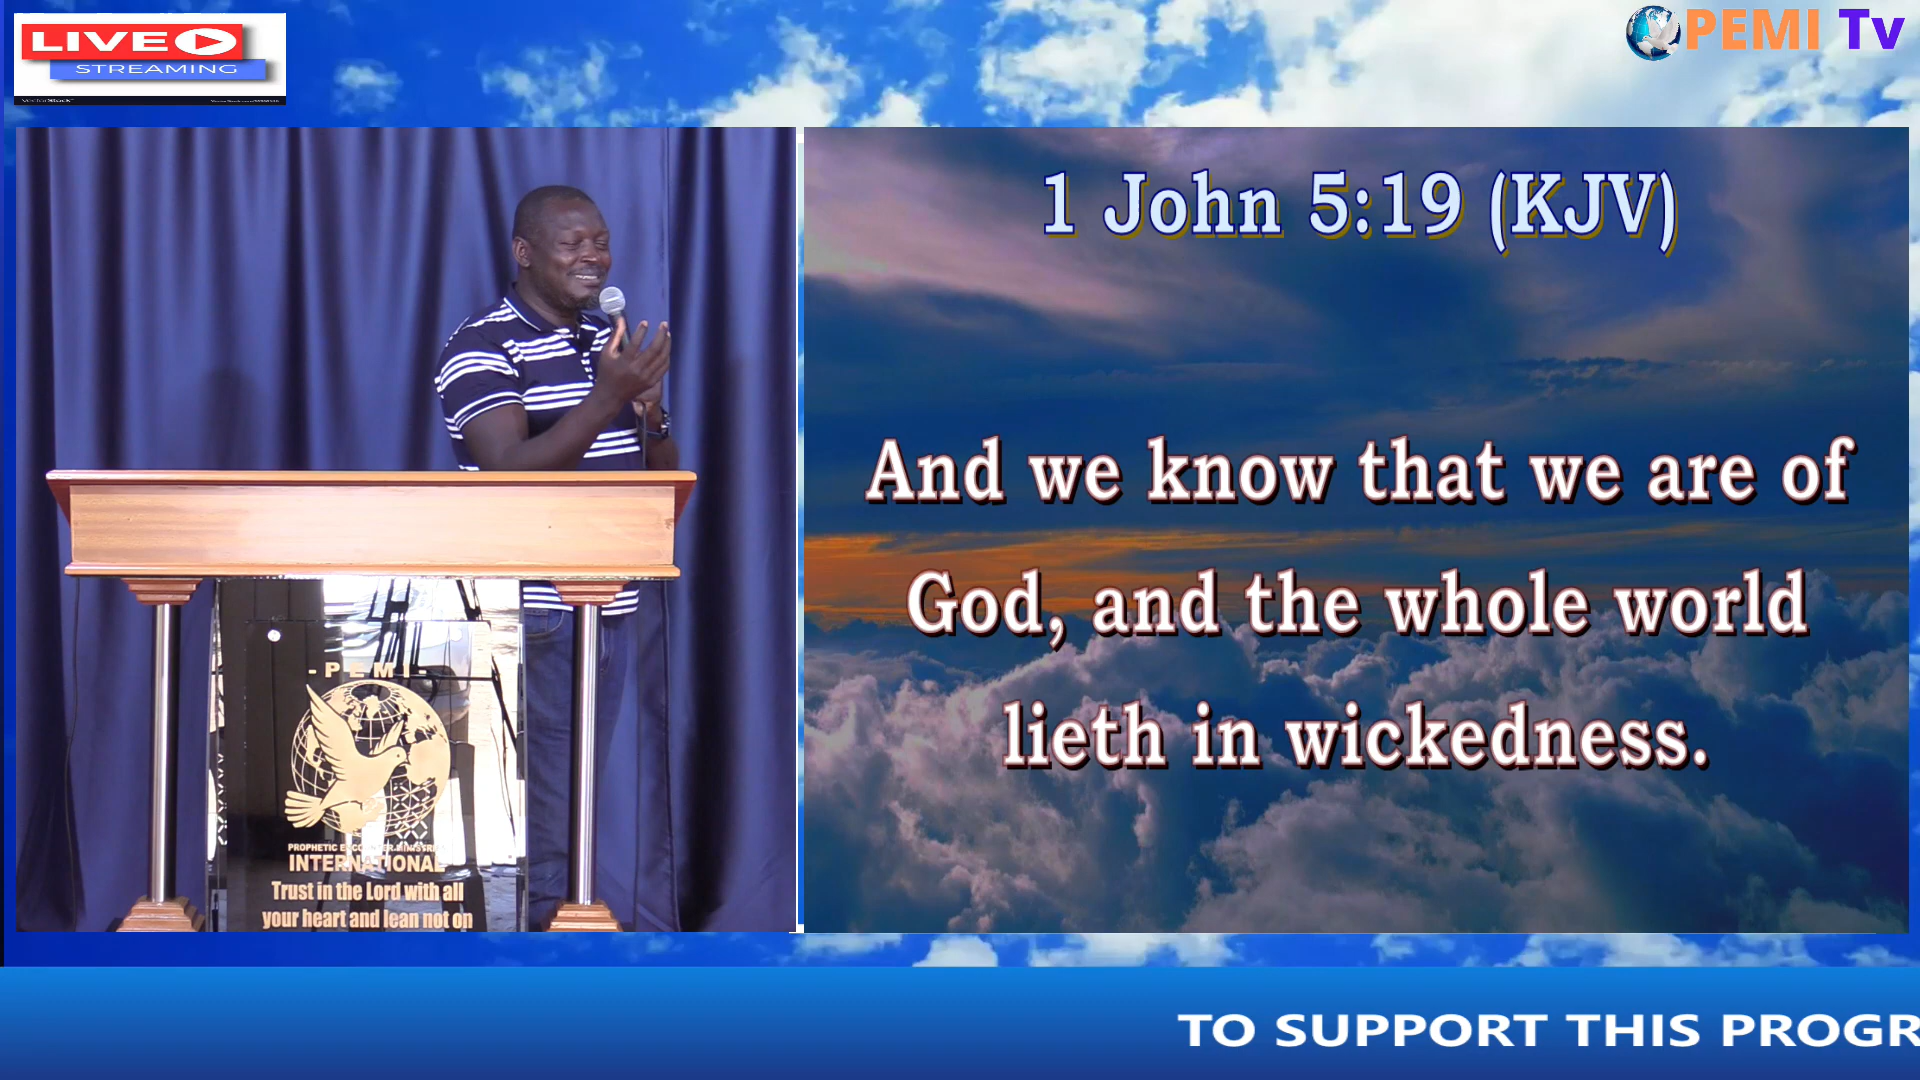 LIVE
STREAMING
PEMI Tv
1 John 5:19 (KJV)
And we know that we are of
God, and the whole world
lieth in wickedness.
- P E M I -
PROPHETIC
INTERNATIONAL
Trust in the Lord with all
your heart and lean not on
TO SUPPORT THIS PROGR